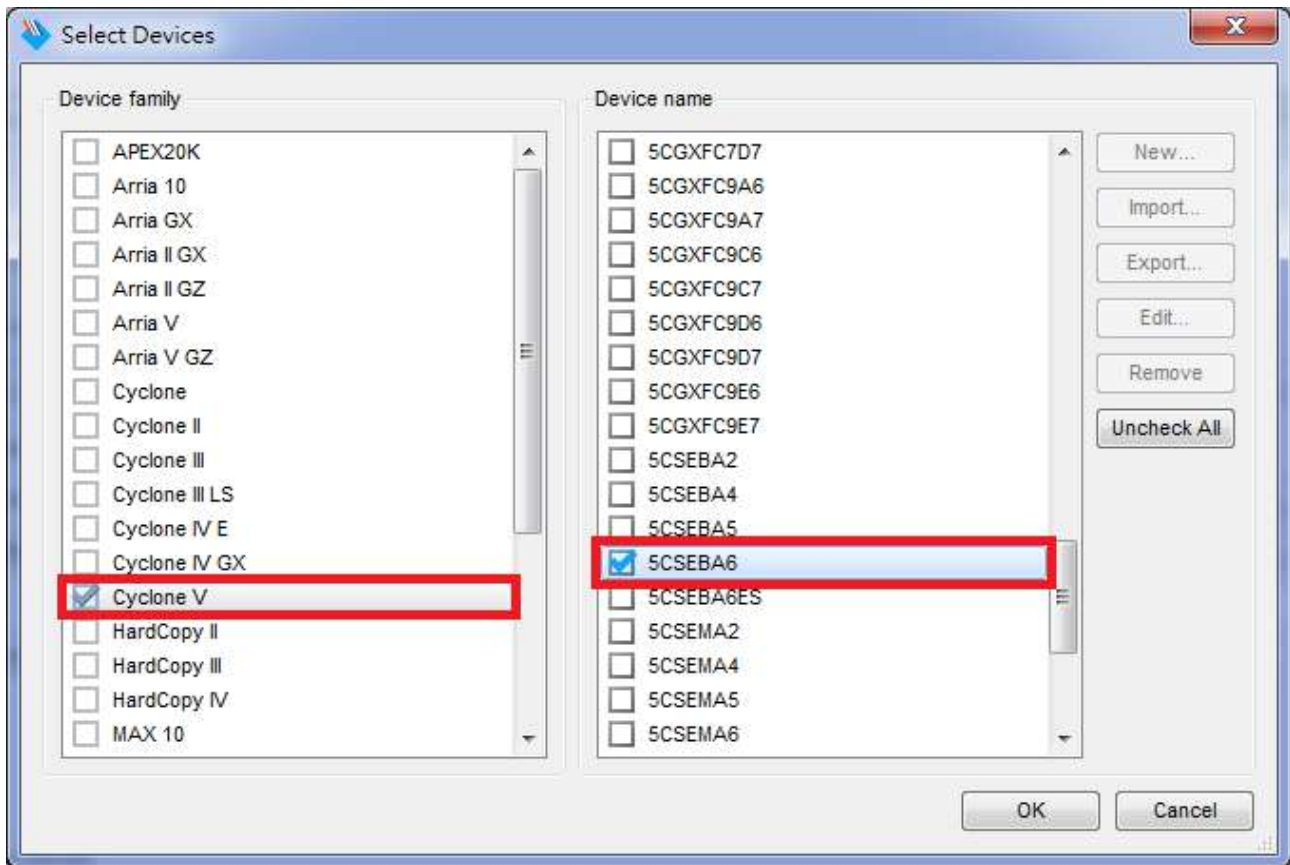 Select Devices
Device family
APEX20K
Arria 10
Arria GX
Arria II GX
Arria II GZ
Arria V
Arria V GZ
Cyclone
Cyclone II
Cyclone III
Cyclone III LS
Cyclone IV E
Cyclone IV GX
Cyclone V
HardCopy II
HardCopy III
HardCopy IV
MAX 10
Device name
5CGXFC7D7
5CGXFC9A6
5CGXFC9A7
5CGXFC9C6
5CGXFC9C7
5CGXFC9D6
5CGXFC9D7
5CGXFC9E6
5CGXFC9E7
5CSEBA2
5CSEBA4
5CSEBA5
5CSEBA6
5CSEBA6ES
5CSEMA2
5CSEMA4
5CSEMA5
5CSEMA6
New...
Import...
Export...
Edit...
Remove
Uncheck All
OK
Cancel